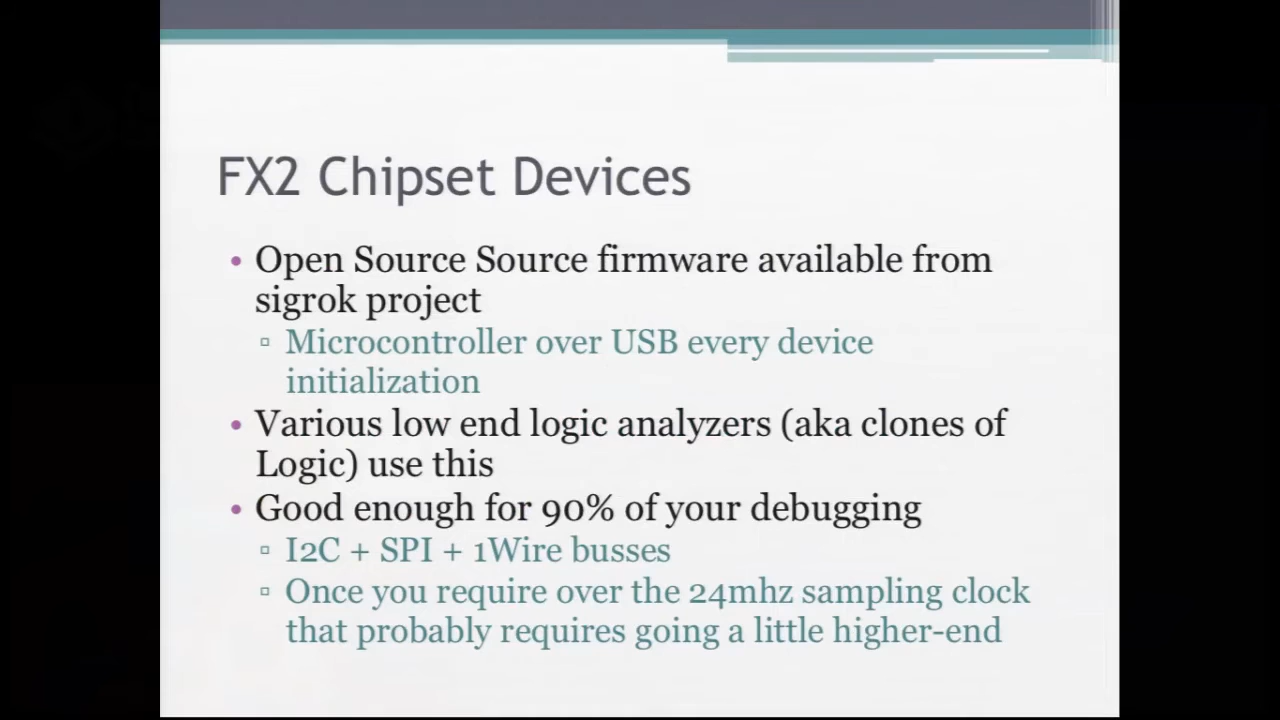 FX2 Chipset Devices
• Open Source Source firmware available from
sigrok project
▫ Microcontroller over USB every device
initialization
• Various low end logic analyzers (aka clones of
Logic) use this
• Good enough for 90% of your debugging
▫ I2C + SPI + 1Wire busses
▫ Once you require over the 24mhz sampling clock
that probably requires going a little higher-end